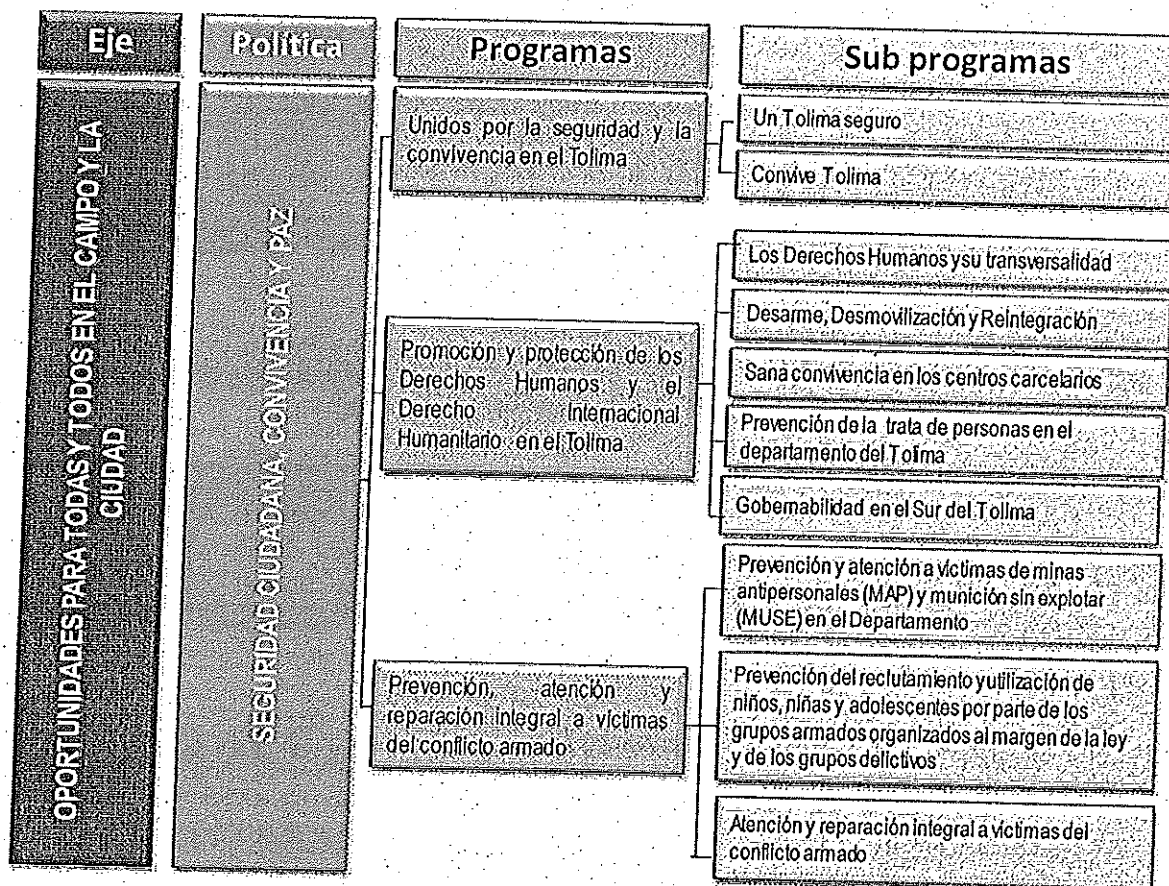 Eje
Política
Programas
Sub programas
OPORTUNIDADES PARA TODAS Y TODOS EN EL CAMPO Y LA
CIUDAD
SEGURIDAD CIUDADANA CONVIVENCIA Y PAZ
Unidos por la seguridad y la
convivencia en el Tolima
Un Tolima seguro
Convive Tolima
Promoción y protección de los
Derechos Humanos y el
Derecho Internacional
Humanitario en el Tolima
Los Derechos Humanos y su transversalidad
Desarme, Desmovilización y Reintegración
Sana convivencia en los centros carcelarios
Prevención de la trata de personas en el
departamento del Tolima
Gobernabilidad en el Sur del Tolima
Prevención, atención y
reparación integral a víctimas
del conflicto armado
Prevención y atención a víctimas de minas
antipersonales (MAP) y munición sin explotar
(MUSE) en el Departamento
Prevención del reclutamiento y utilización de
niños, niñas y adolescentes por parte de los
grupos armados organizados al margen de la ley
y de los grupos delictivos
Atención y reparación integral a víctimas del
conflicto armado